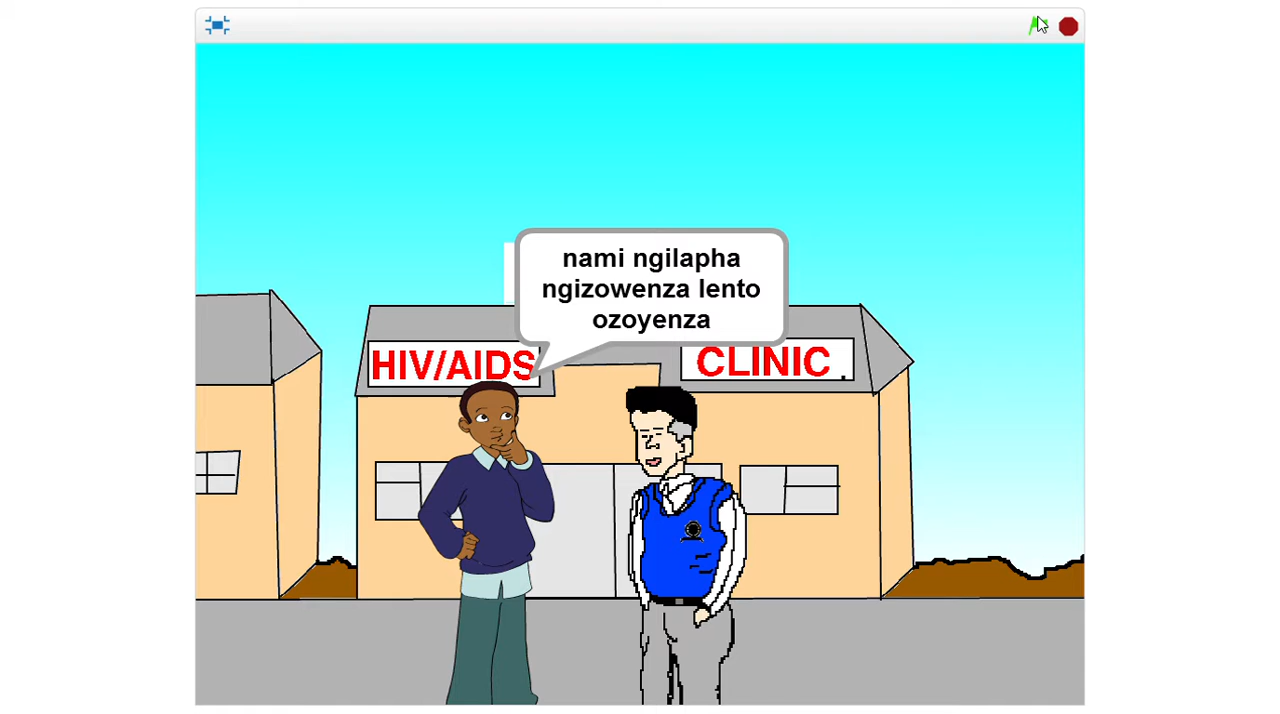 nami ngilapha
ngizowenza lento
ozoyenza
HIV/AIDS
CLINIC .